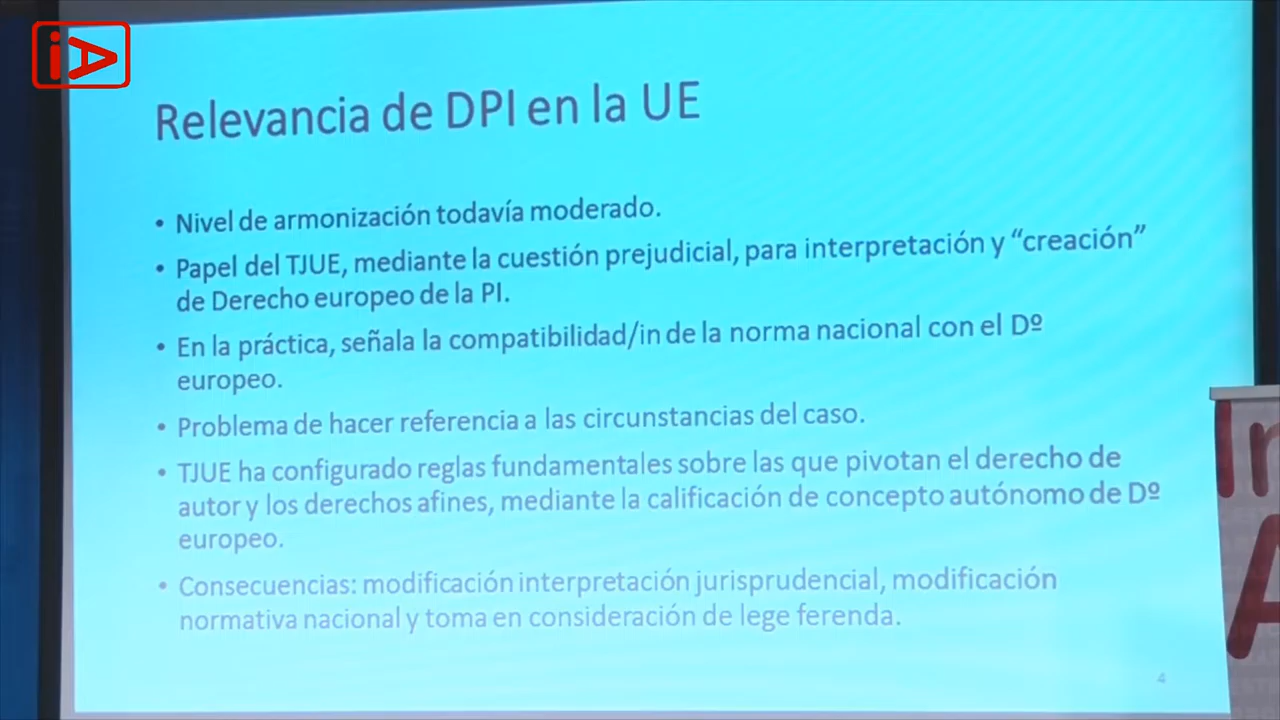 iA
Relevancia de DPI en la UE
• Nivel de armonización todavía moderado.
• Papel del TJUE, mediante la cuestión prejudicial, para interpretación y “creación”
de Derecho europeo de la PI.
• En la práctica, señala la compatibilidad/in de la norma nacional con el Dº
europeo.
• Problema de hacer referencia a las circunstancias del caso.
• TJUE ha configurado reglas fundamentales sobre las que pivotan el derecho de
autor y los derechos afines, mediante la calificación de concepto autónomo de Dº
europeo.
• Consecuencias: modificación interpretación jurisprudencial, modificación
normativa nacional y toma en consideración de lege ferenda.
4